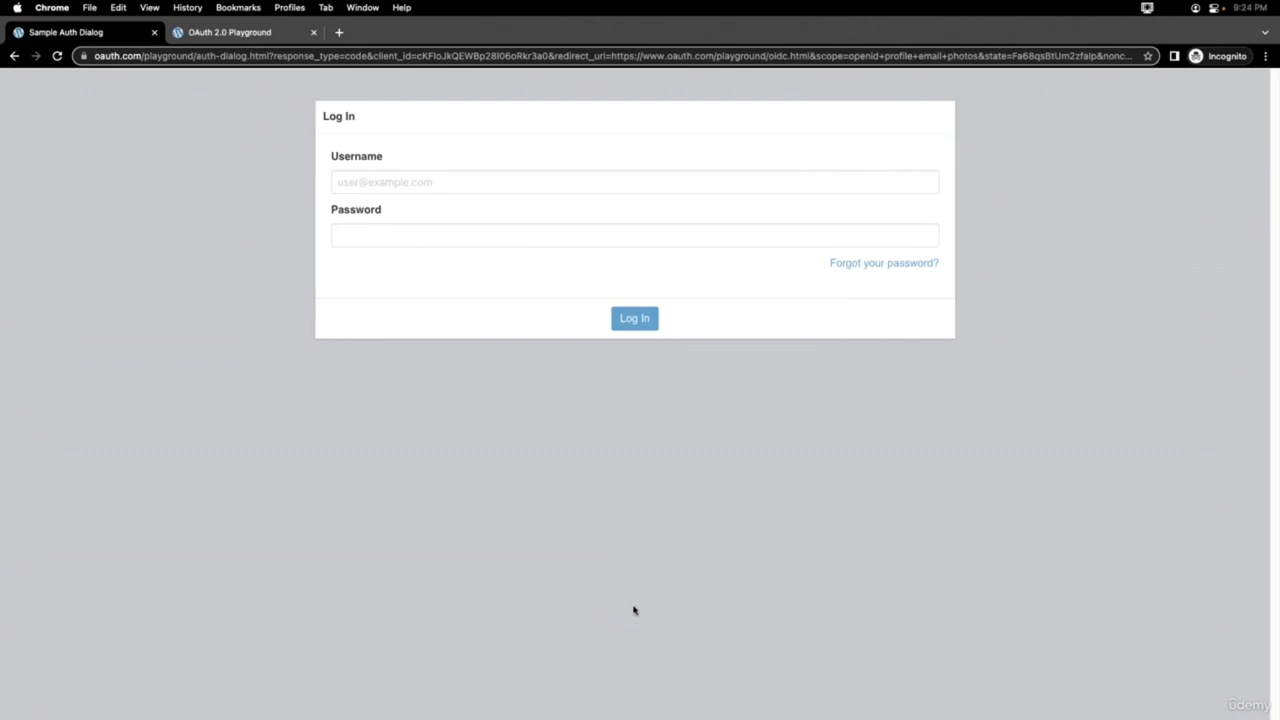 Chrome File Edit View History Bookmarks Profiles Tab Window Help 9:24 PM
Sample Auth Dialog OAuth 2.0 Playground
Incognito
Log In
Username
user@example.com
Password
Forgot your password?
Log In
ûdemy